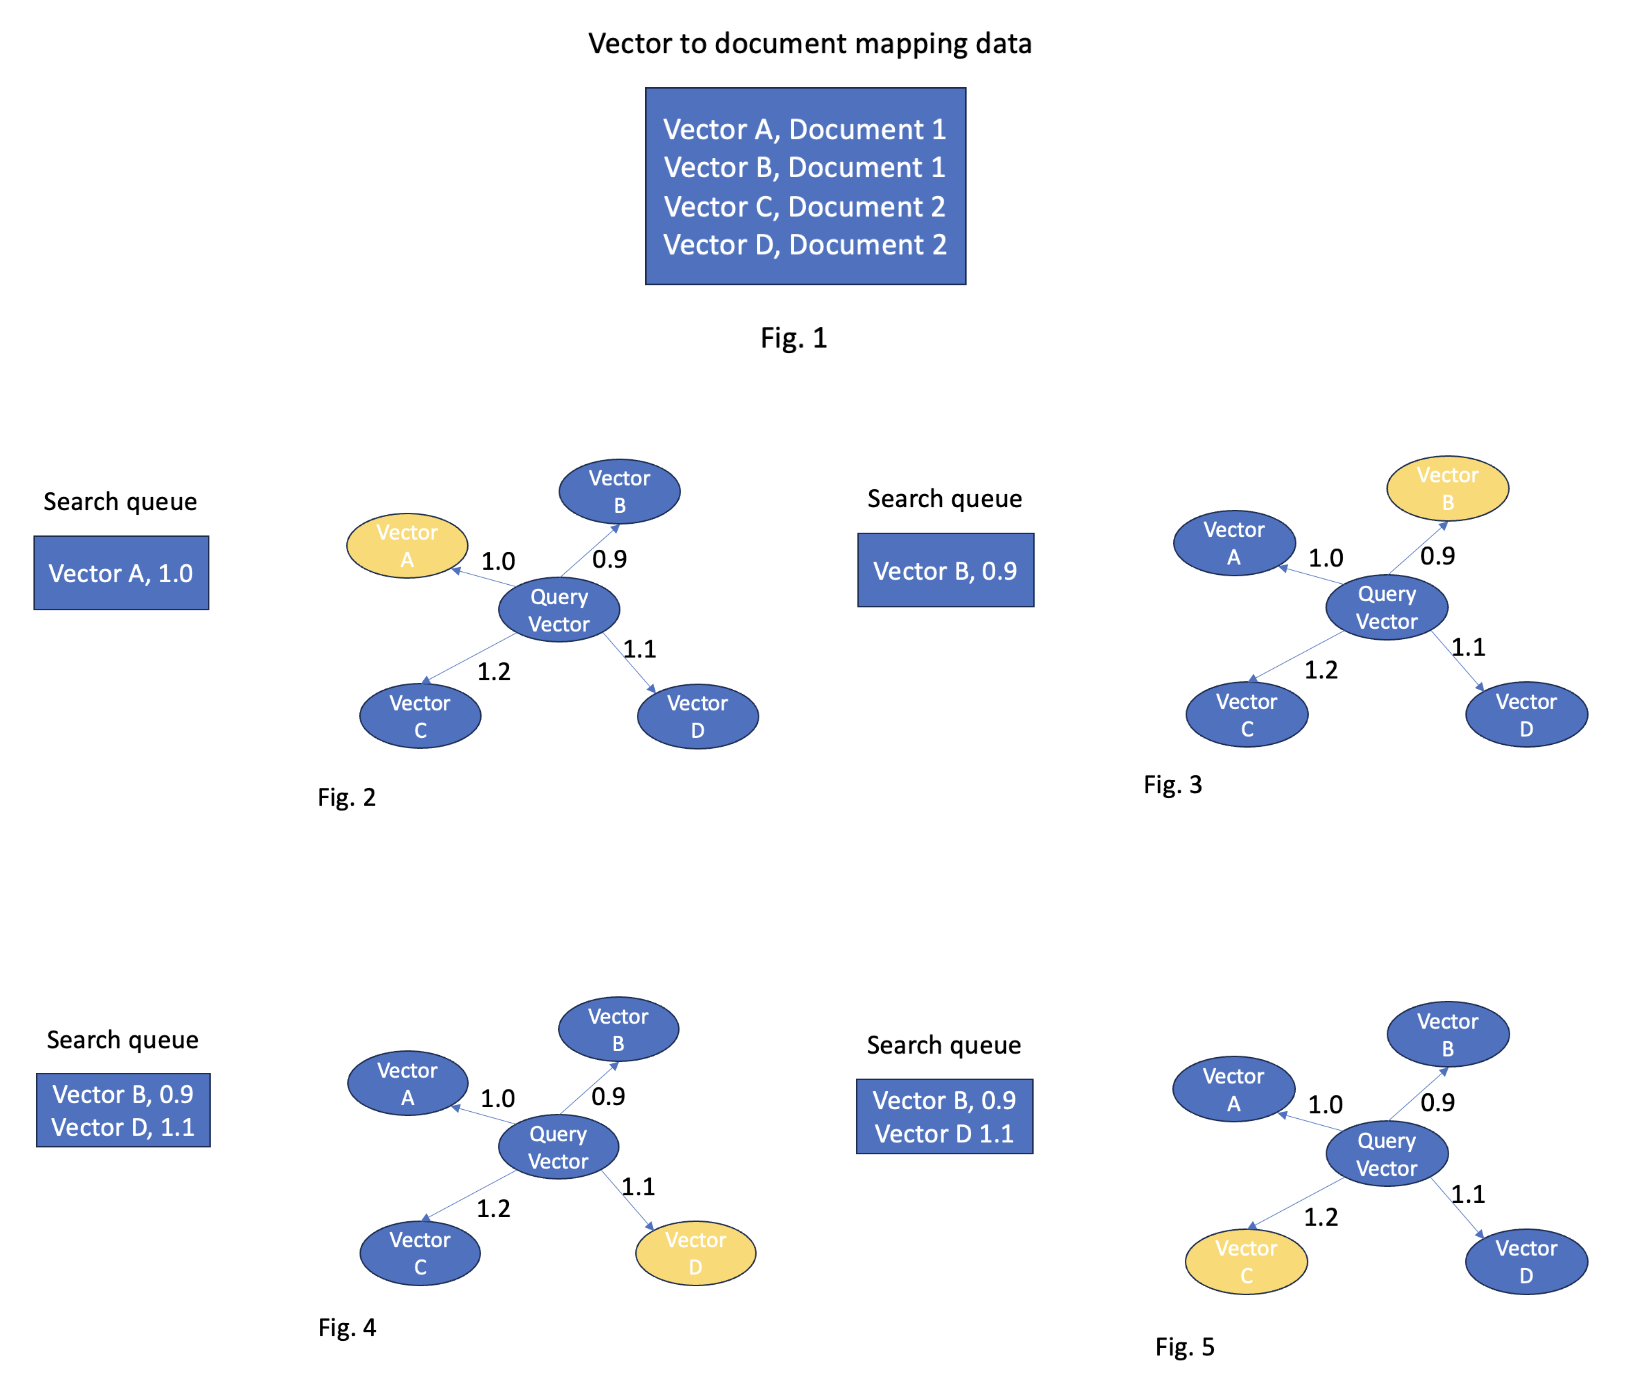 Vector to document mapping data
Vector A, Document 1
Vector B, Document 1
Vector C, Document 2
Vector D, Document 2
Fig. 1
Search queue
Vector A, 1.0
Vector
A
Vector
B
1.0
0.9
Query
Vector
1.2
1.1
Vector
C
Vector
D
Fig. 2
Search queue
Vector B, 0.9
Vector
A
Vector
B
1.0
0.9
Query
Vector
1.2
1.1
Vector
C
Vector
D
Fig. 3
Search queue
Vector B, 0.9
Vector D, 1.1
Vector
A
Vector
B
1.0
0.9
Query
Vector
1.2
1.1
Vector
C
Vector
D
Fig. 4
Search queue
Vector B, 0.9
Vector D 1.1
Vector
A
Vector
B
1.0
0.9
Query
Vector
1.2
1.1
Vector
C
Vector
D
Fig. 5